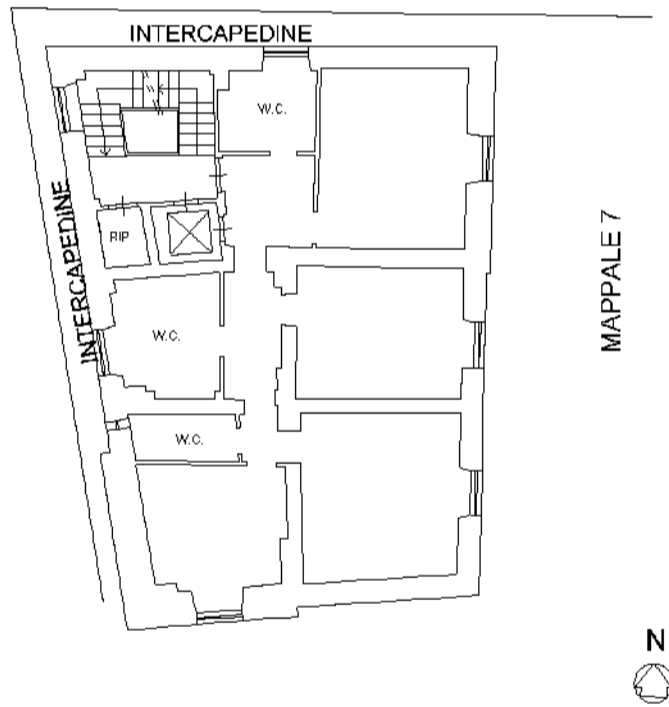 INTERCAPEDINE
W.C.
RIP
INTERCAPEDINE
MAPPALE 7
W.C.
W.C.
N